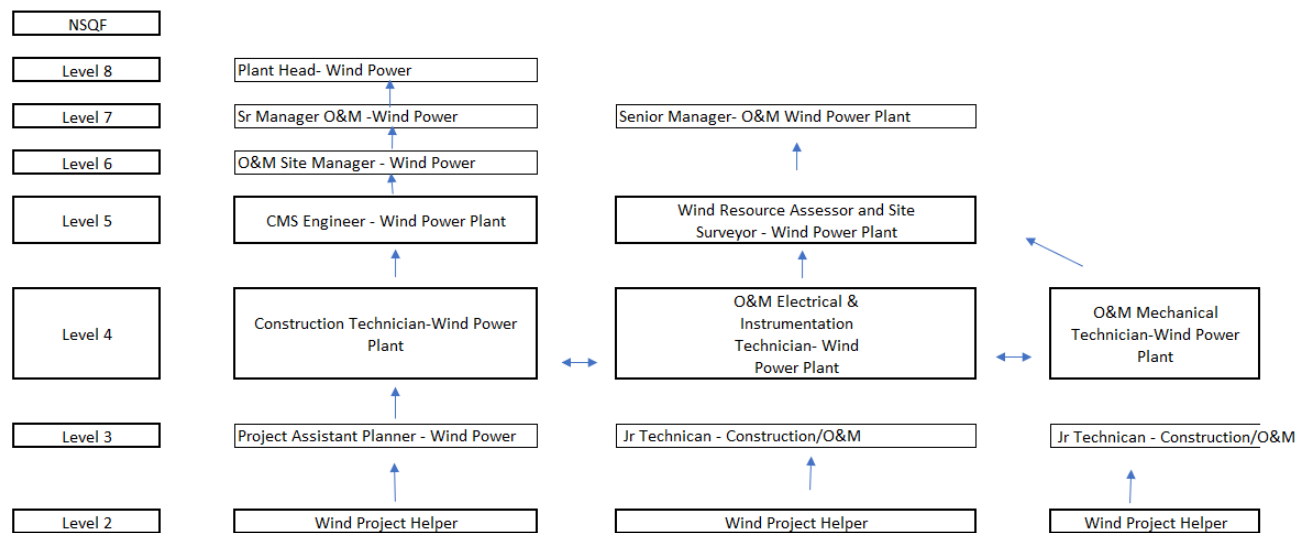 NSQF
Level 8
Plant Head- Wind Power
Level 7
Sr Manager O&M -Wind Power
Senior Manager- O&M Wind Power Plant
Level 6
O&M Site Manager - Wind Power
Level 5
CMS Engineer - Wind Power Plant
Wind Resource Assessor and Site
Surveyor - Wind Power Plant
Level 4
Construction Technician-Wind Power
Plant
O&M Electrical &
Instrumentation
Technician- Wind
Power Plant
O&M Mechanical
Technician-Wind Power
Plant
Level 3
Project Assistant Planner - Wind Power
Jr Technican - Construction/O&M
Jr Technican - Construction/O&M
Level 2
Wind Project Helper
Wind Project Helper
Wind Project Helper